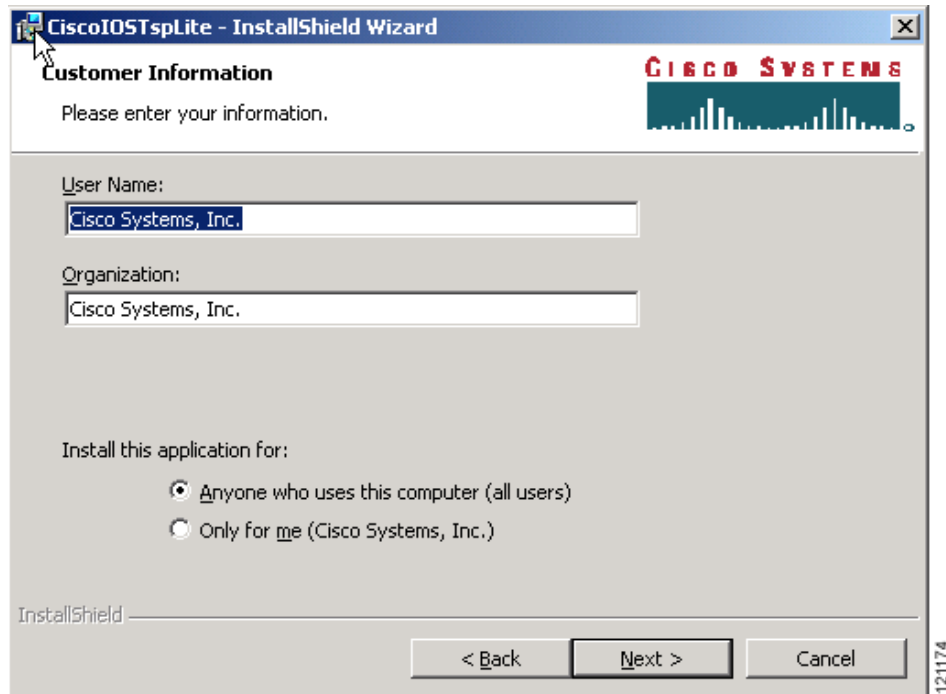 CiscoIOSTspLite - InstallShield Wizard
Customer Information
Please enter your information.
CISCO SYSTEMS
User Name:
Cisco Systems, Inc.
Organization:
Cisco Systems, Inc.
Install this application for:
Anyone who uses this computer (all users)
Only for me (Cisco Systems, Inc.)
InstallShield
< Back
Next >
Cancel
121174